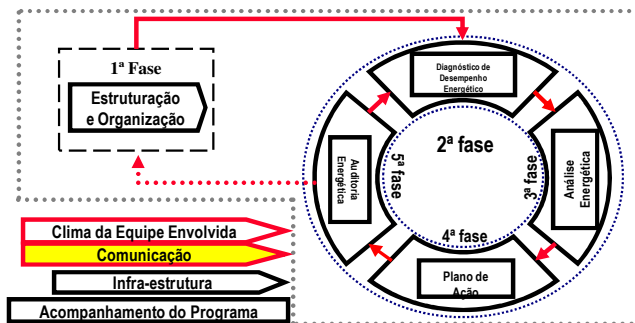 1ª Fase
Estruturação
e Organização
Diagnóstico de
Desempenho
Energético
2ª fase
3ª fase
Análise
Energética
4ª fase
Plano de
Ação
5ª fase
Auditoria
Energética
Clima da Equipe Envolvida
Comunicação
Infra-estrutura
Acompanhamento do Programa